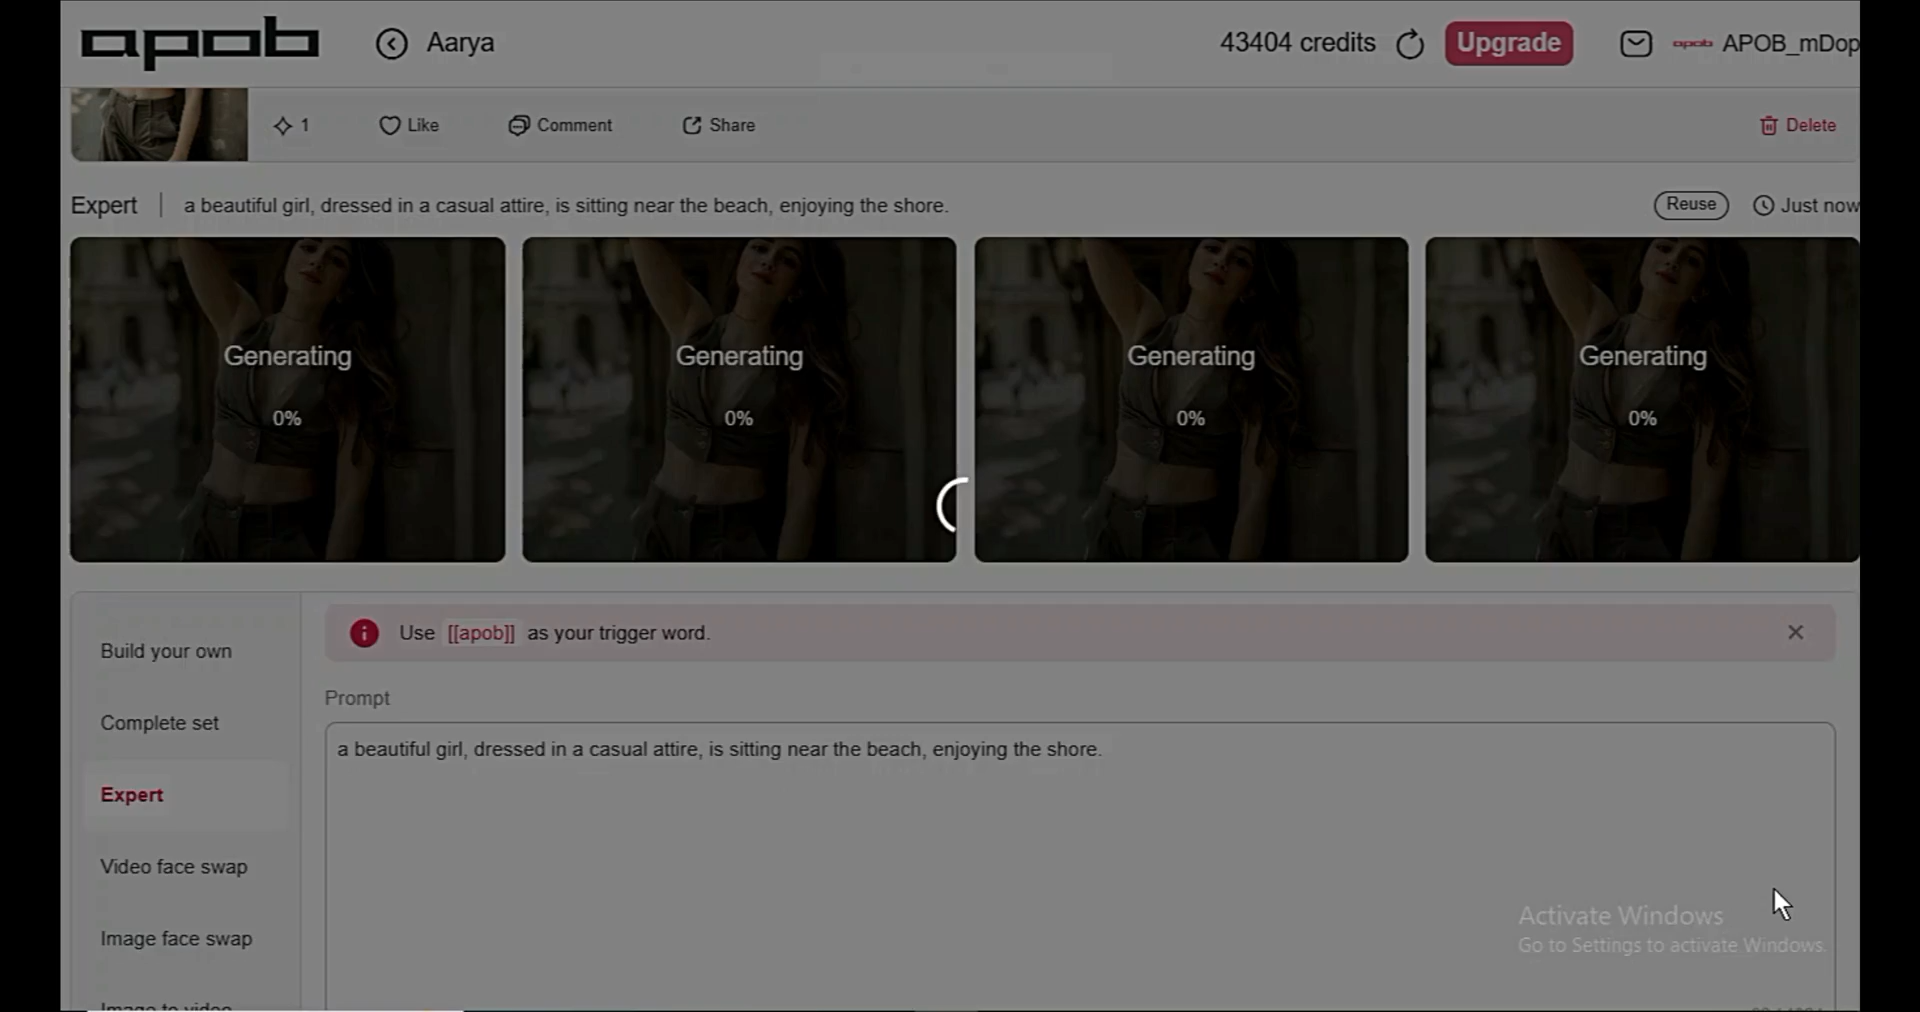 apob
Aarya
43404 credits
Upgrade
apob APOB_mDop
1
Like
Comment
Share
Delete
Expert
a beautiful girl, dressed in a casual attire, is sitting near the beach, enjoying the shore.
Reuse
Just now
Generating
0%
Generating
0%
Generating
0%
Generating
0%
Build your own
Complete set
Expert
Video face swap
Image face swap
Image to video
Use [[apob]] as your trigger word.
Prompt
a beautiful girl, dressed in a casual attire, is sitting near the beach, enjoying the shore.
Activate Windows
Go to Settings to activate Windows.